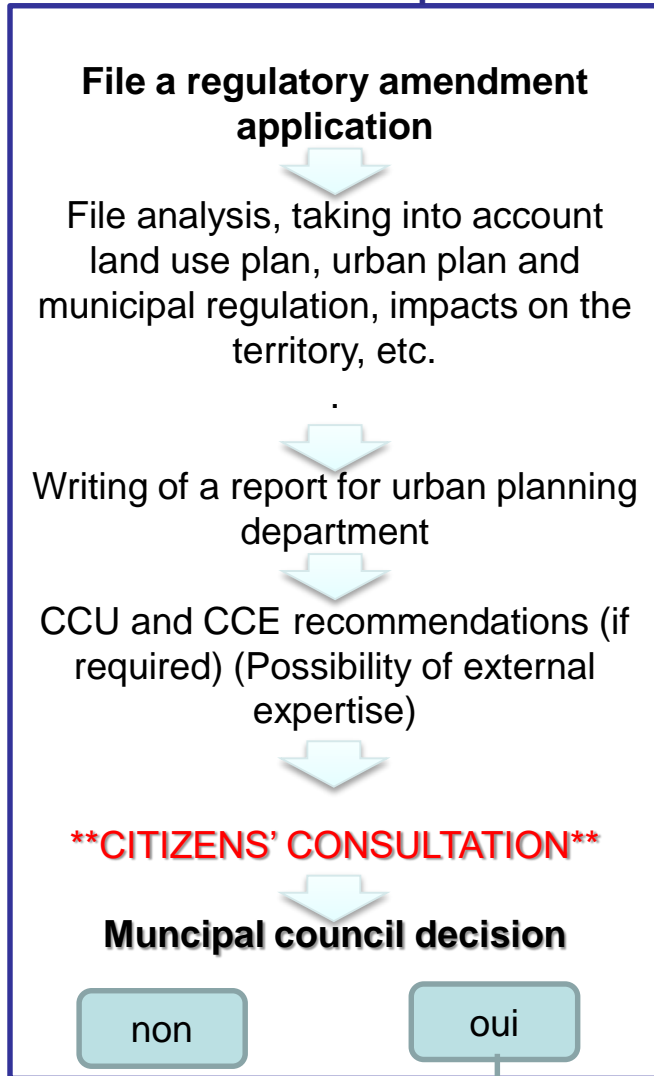 File a regulatory amendment
application
File analysis, taking into account
land use plan, urban plan and
municipal regulation, impacts on the
territory, etc.
.
Writing of a report for urban planning
department
CCU and CCE recommendations (if
required) (Possibility of external
expertise)
**CITIZENS’ CONSULTATION**
Muncipal council decision
non
oui